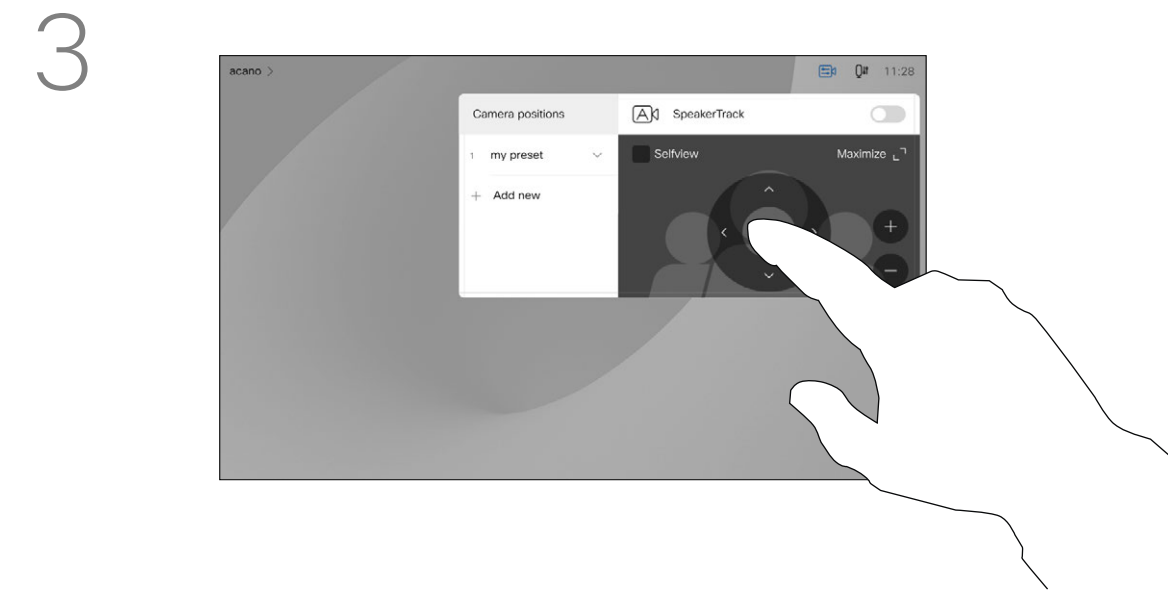 3
acano >
11:28
Camera positions
SpeakerTrack
1 my preset
Selfview
Maximize
+ Add new